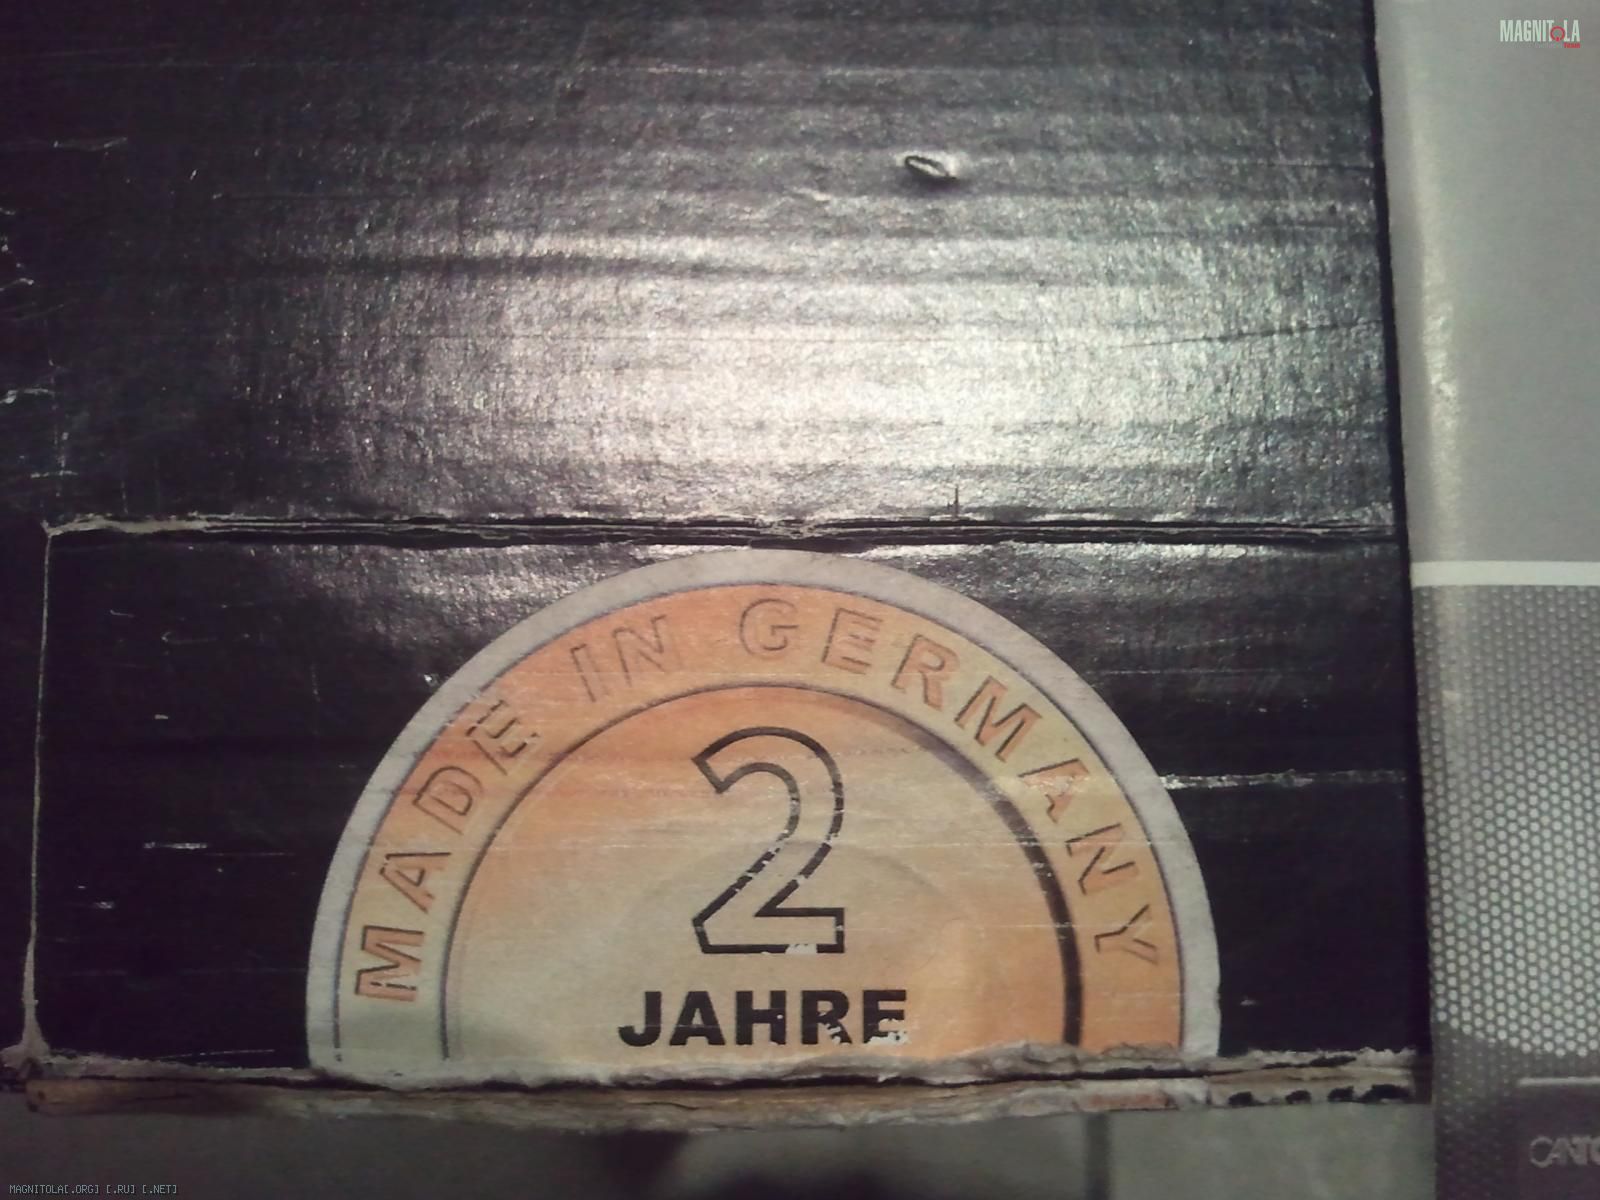 MAGNITOLA
MADE IN GERMANY
2
JAHRE
MAGNITOLA[.ORG] [.RU] [.NET]